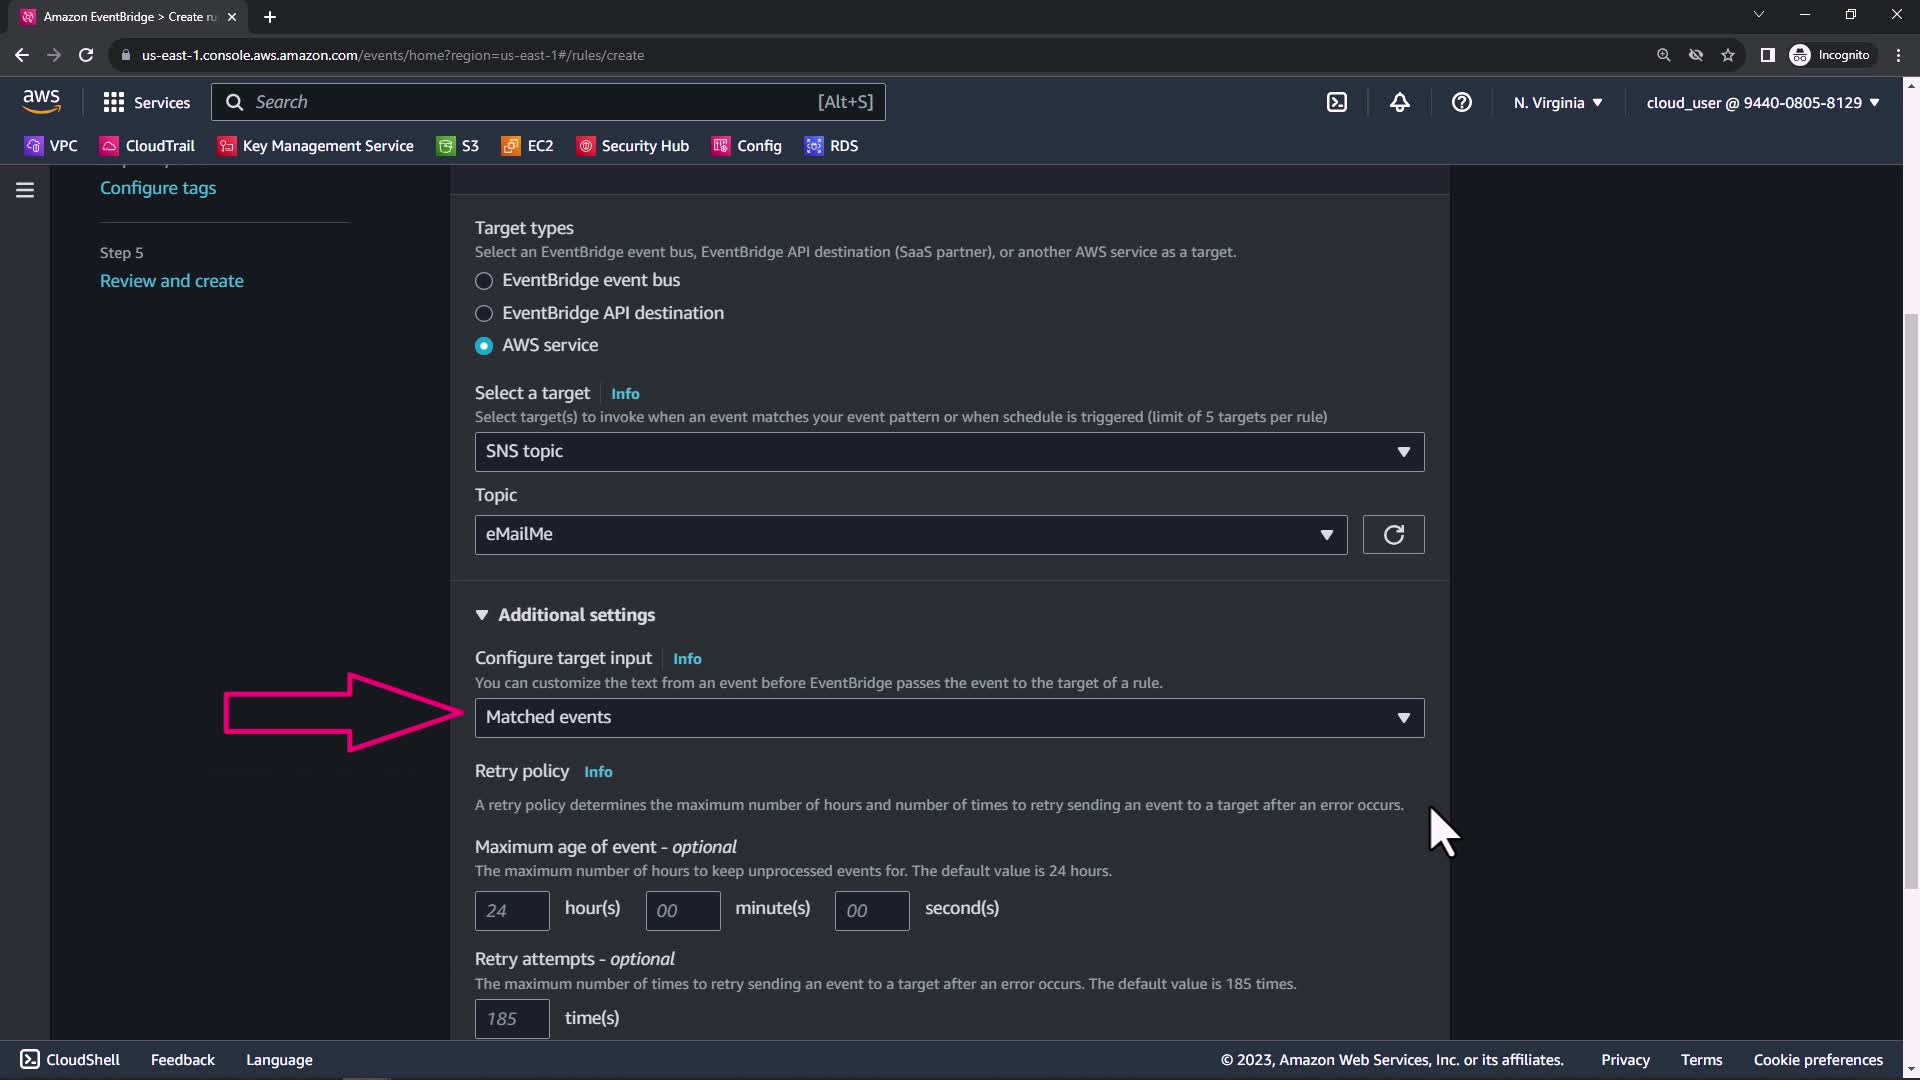 Amazon EventBridge > Create ru
us-east-1.console.aws.amazon.com/events/home?region=us-east-1#/rules/create
Incognito
aws
Services
Search
[Alt+S]
N. Virginia
cloud_user @ 9440-0805-8129
VPC
CloudTrail
Key Management Service
S3
EC2
Security Hub
Config
RDS
Configure tags
Step 5
Review and create
Target types
Select an EventBridge event bus, EventBridge API destination (SaaS partner), or another AWS service as a target.
EventBridge event bus
EventBridge API destination
AWS service
Select a target
Info
Select target(s) to invoke when an event matches your event pattern or when schedule is triggered (limit of 5 targets per rule)
SNS topic
Topic
eMailMe
Additional settings
Configure target input
Info
You can customize the text from an event before EventBridge passes the event to the target of a rule.
Matched events
Retry policy
Info
A retry policy determines the maximum number of hours and number of times to retry sending an event to a target after an error occurs.
Maximum age of event - optional
The maximum number of hours to keep unprocessed events for. The default value is 24 hours.
24 hour(s) 00 minute(s) 00 second(s)
Retry attempts - optional
The maximum number of times to retry sending an event to a target after an error occurs. The default value is 185 times.
185 time(s)
CloudShell
Feedback
Language
© 2023, Amazon Web Services, Inc. or its affiliates.
Privacy
Terms
Cookie preferences